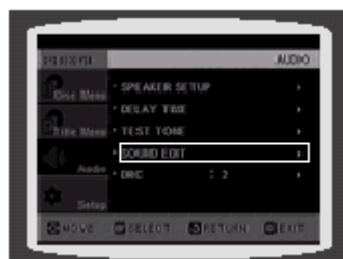 AUDIO
Disc Menu
• SPEAKER SETUP
• DELAY TIME
Title Menu
• TEST TONE
• SOUND EDIT
Audio
• DRC : 2
Setup
MOVE SELECT RETURN EXIT